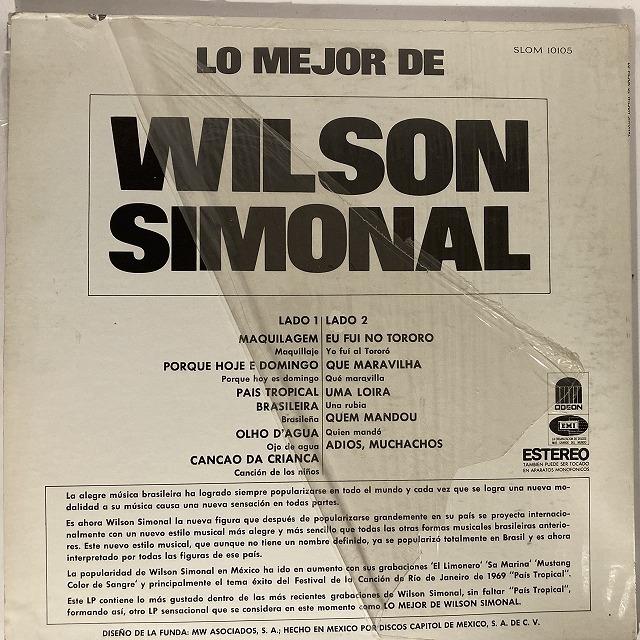 LO MEJOR DE
SLOM 10105
WILSON
SIMONAL
LADO 1
MAQUILAGEM
Maquillaje
PORQUE HOJE E DOMINGO
Porque hoy es domingo
PAIS TROPICAL
BRASILEIRA
Brasileña
OLHO D'AGUA
Ojo de agua
CANCAO DA CRIANCA
Canción de los niños
LADO 2
EU FUI NO TORORO
Yo fuí al Tororó
QUE MARAVILHA
Qué maravilla
UMA LOIRA
Una rubia
QUEM MANDOU
Quien mandó
ADIOS, MUCHACHOS
ODEON
EMI
LA ORGANIZACION DE DISCOS
MAS GRANDE DEL MUNDO
ESTEREO
TAMBIEN PUEDE SER TOCADO
EN APARATOS MONOFONICOS
La alegre música brasileira ha logrado siempre popularizarse en todo el mundo y cada vez que se logra una nueva mo-
dalidad a su música causa una nueva sensación en todas partes.
Es ahora Wilson Simonal la nueva figura que después de popularizarse grandemente en su país se proyecta internacio-
nalmente con un nuevo estilo musical más alegre y más sencillo que todas las otras formas musicales brasileiras anterio-
res. Este nuevo estilo musical, que aunque no tiene un nombre definido, ya se popularizó totalmente en Brasil y es ahora
interpretado por todas las figuras de ese país.
La popularidad de Wilson Simonal en México ha ido en aumento con sus grabaciones 'El Limonero' 'Sa Marina' 'Mustang
Color de Sangre' y principalmente el tema éxito del Festival de la Canción de Río de Janeiro de 1969 "País Tropical".
Este LP contiene lo más gustado dentro de las más recientes grabaciones de Wilson Simonal, sin faltar "País Tropical",
formando así, otro LP sensacional que se considera en este momento como LO MEJOR DE WILSON SIMONAL.
DISEÑO DE LA FUNDA: MW ASOCIADOS, S. A.; HECHO EN MEXICO POR DISCOS CAPITOL DE MEXICO, S. A. DE C. V.